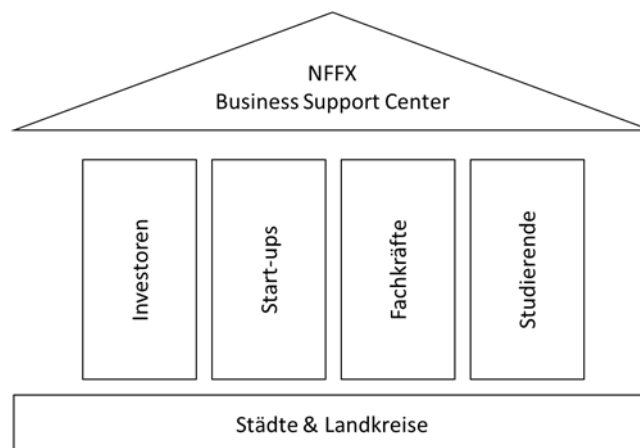 NFFX
Business Support Center
Investoren
Start-ups
Fachkräfte
Studierende
Städte & Landkreise